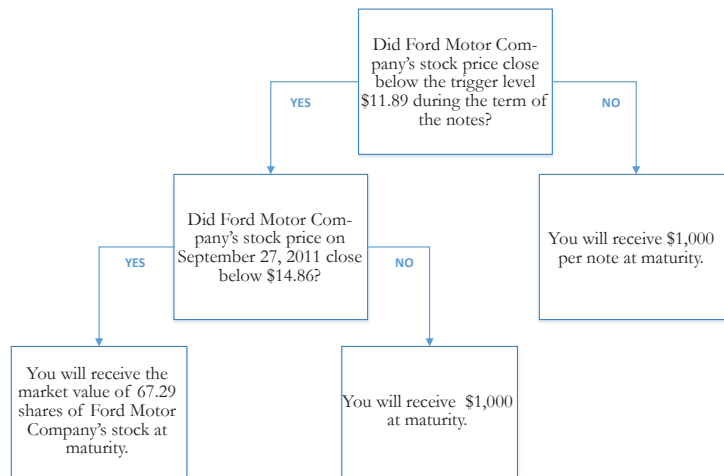 Did Ford Motor Com-
pany's stock price close
below the trigger level
$11.89 during the term of
the notes?
YES
NO
Did Ford Motor Com-
pany's stock price on
September 27, 2011 close
below $14.86?
You will receive $1,000
per note at maturity.
YES
NO
You will receive the
market value of 67.29
shares of Ford Motor
Company's stock at
maturity.
You will receive $1,000
at maturity.